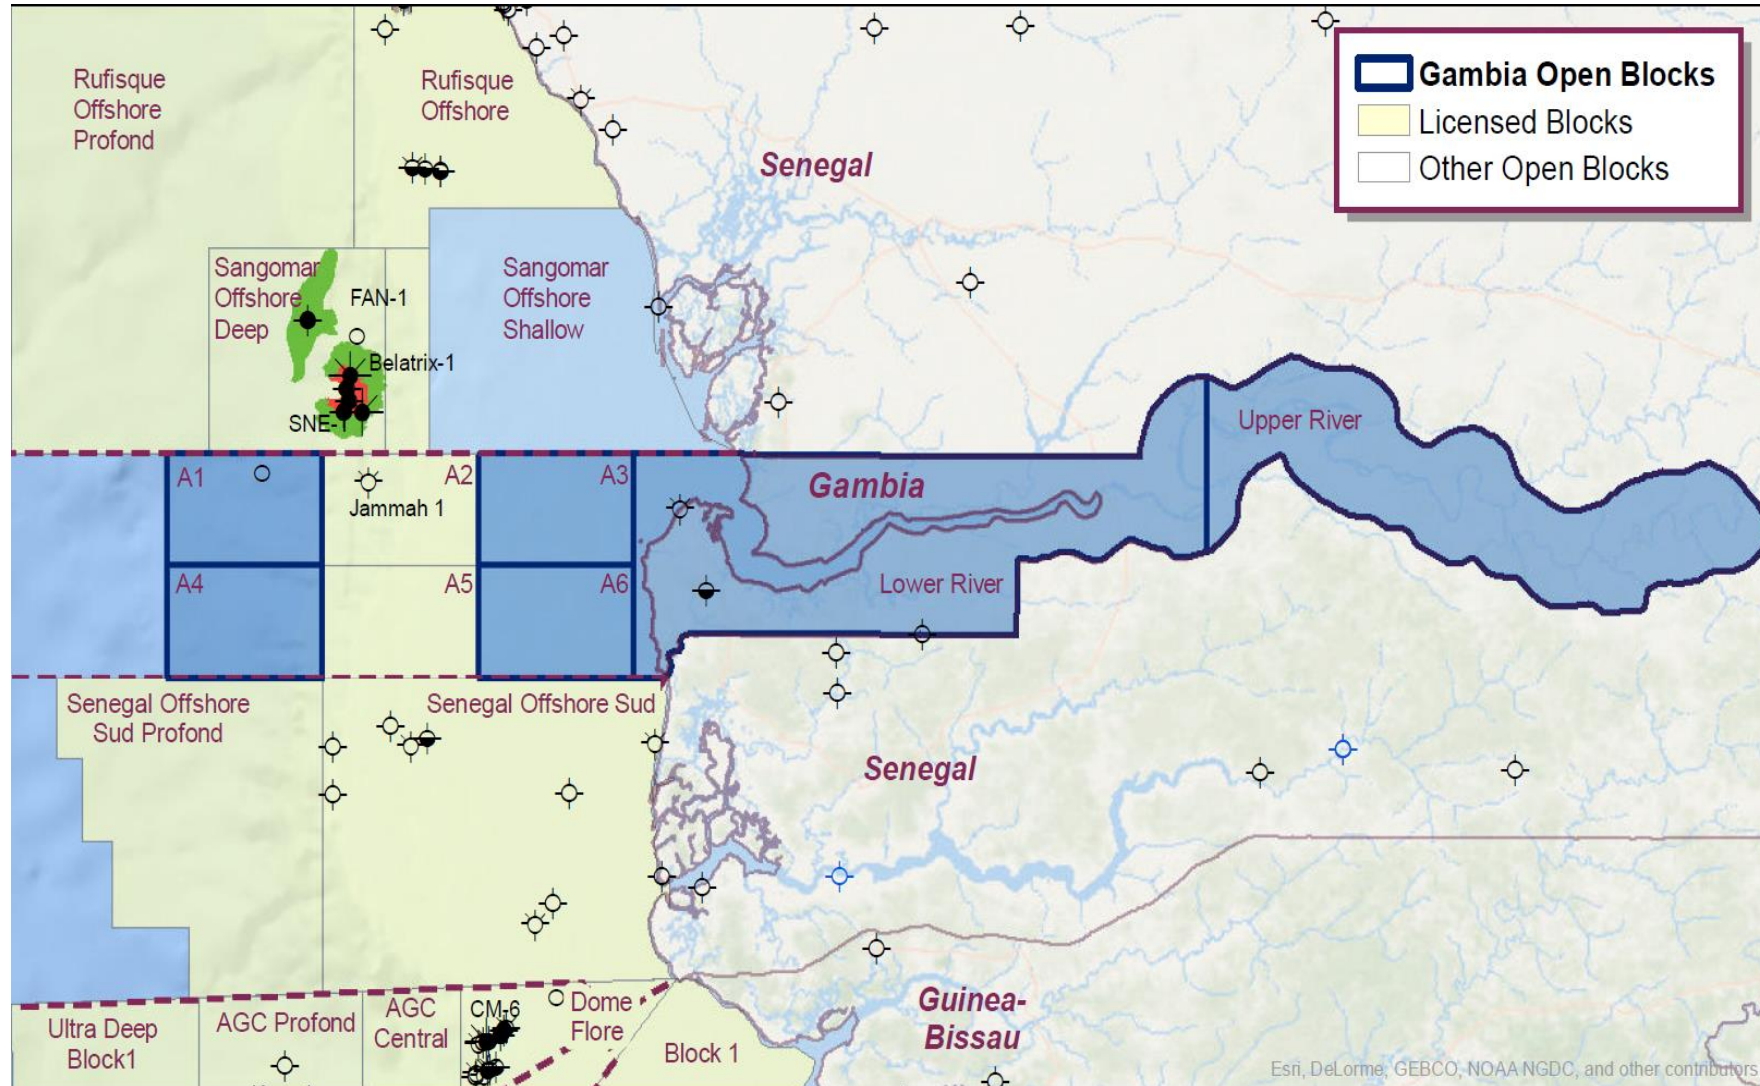 Rufisque
Offshore
Profond
Rufisque
Offshore
Senegal
Gambia Open Blocks
Licensed Blocks
Other Open Blocks
Sangomar
Offshore
Deep
FAN-1
Belatrix-1
SNE-1
Sangomar
Offshore
Shallow
Upper River
A1
A2
Jammah 1
A3
Gambia
A4
A5
A6
Lower River
Senegal Offshore
Sud Profond
Senegal Offshore Sud
Senegal
Ultra Deep
Block1
AGC Profond
AGC
Central
CM-6
Dome
Flore
Block 1
Guinea-
Bissau
Esri, DeLorme, GEBCO, NOAA NGDC, and other contributors